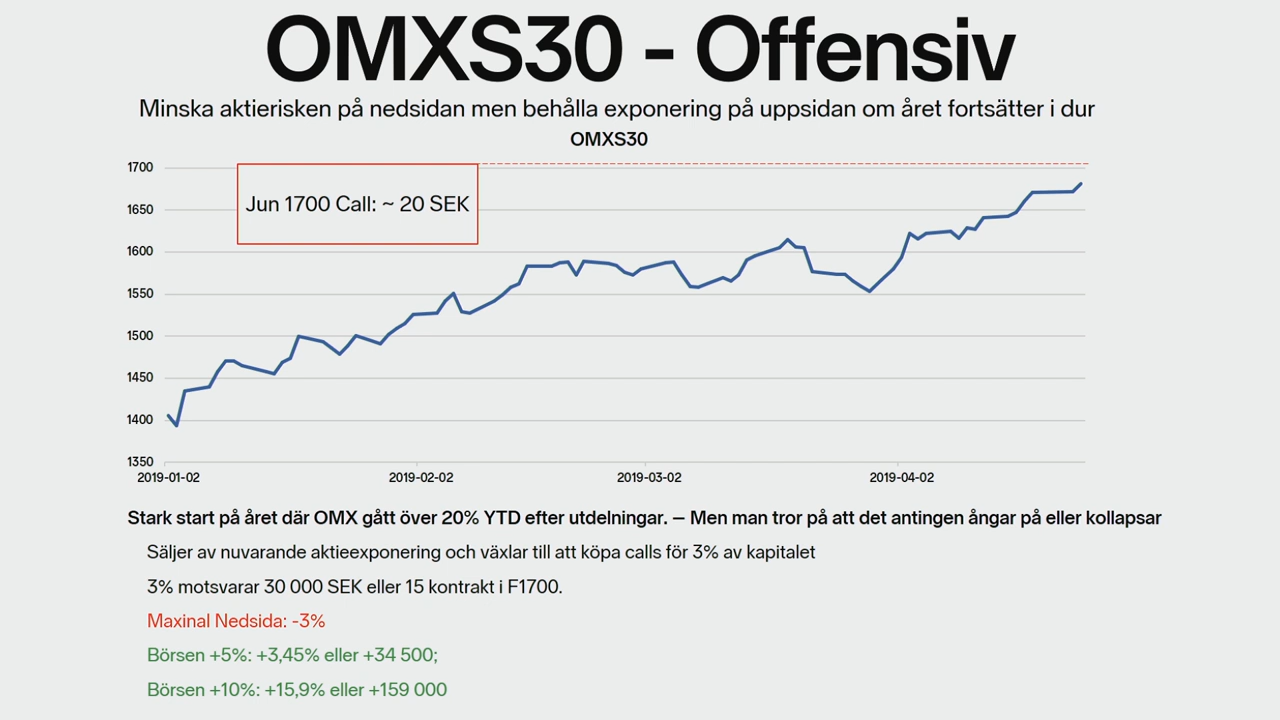 OMXS30 - Offensiv
Minska aktierisken på nedsidan men behålla exponering på uppsidan om året fortsätter i dur
OMXS30
1700
Jun 1700 Call: ~ 20 SEK
1650
1600
1550
1500
1450
1400
1350
2019-01-02
2019-02-02
2019-03-02
2019-04-02
Stark start på året där OMX gått över 20% YTD efter utdelningar. – Men man tror på att det antingen ångar på eller kollapsar
Säljer av nuvarande aktieexponering och växlar till att köpa calls för 3% av kapitalet
3% motsvarar 30 000 SEK eller 15 kontrakt i F1700.
Maxinal Nedsida: -3%
Börsen +5%: +3,45% eller +34 500;
Börsen +10%: +15,9% eller +159 000